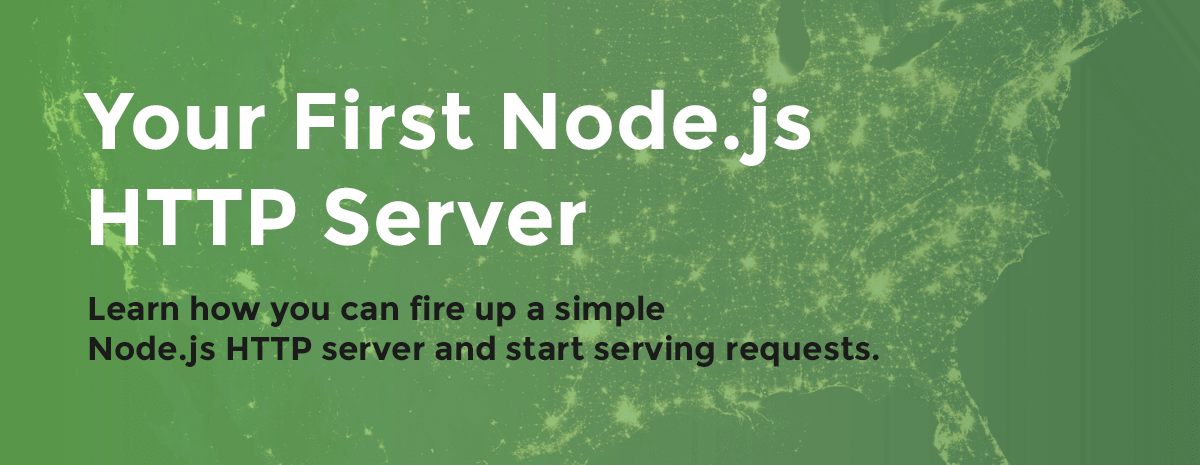 Your First Node.js
HTTP Server
Learn how you can fire up a simple
Node.js HTTP server and start serving requests.